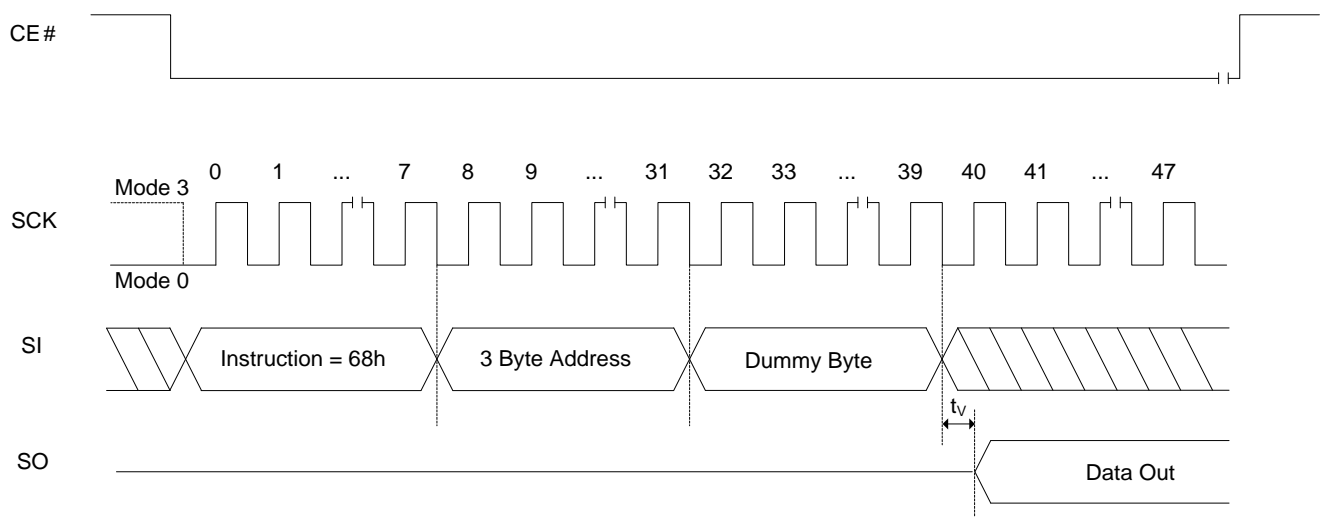 CE#
0 1 ... 7 8 9 ... 31 32 33 ... 39 40 41 ... 47
Mode 3
SCK
Mode 0
SI
Instruction = 68h
3 Byte Address
Dummy Byte
tV
SO
Data Out